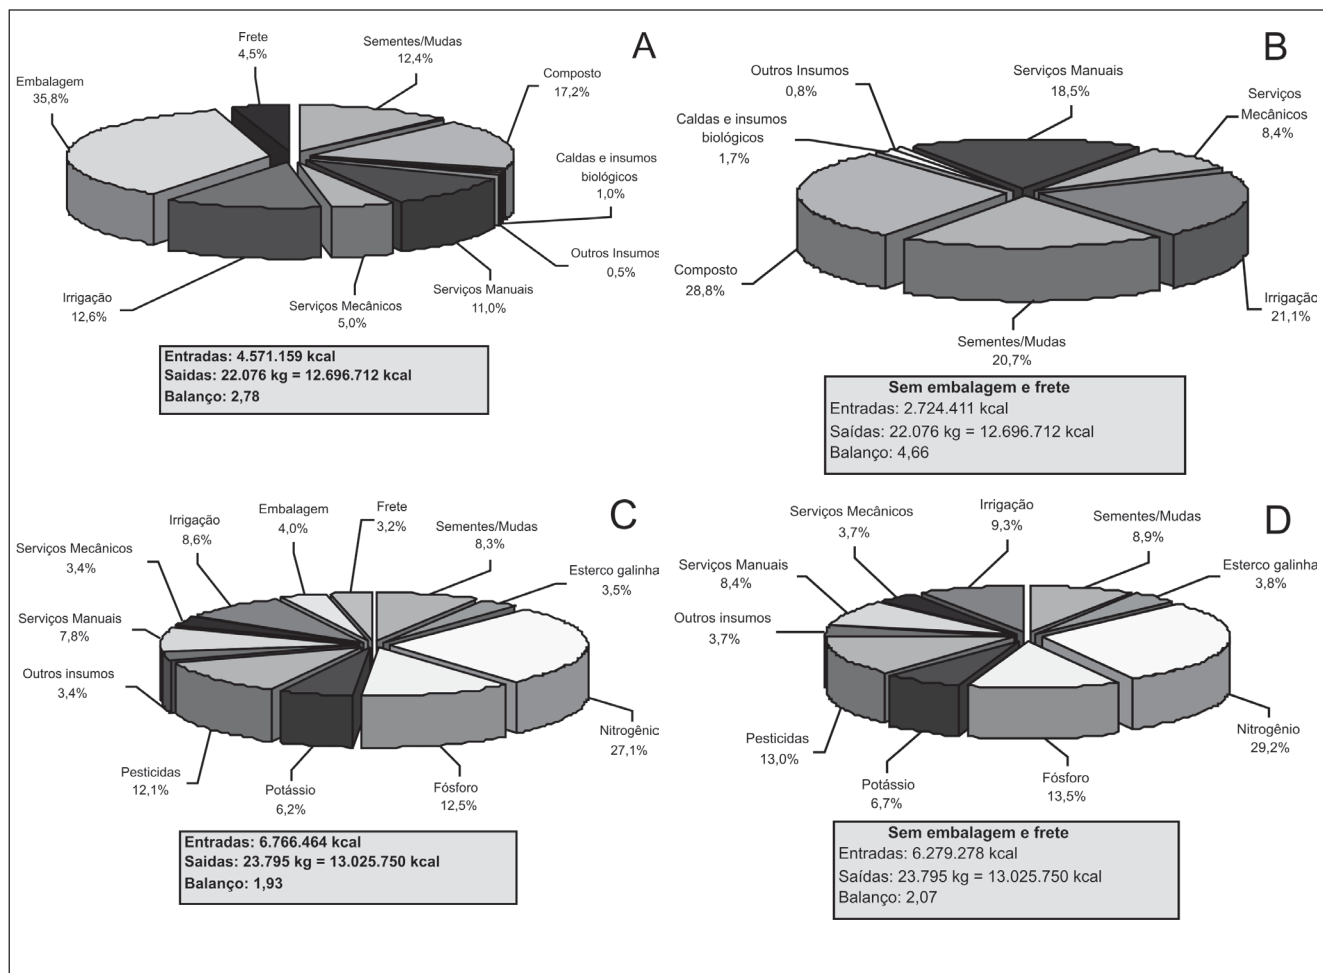 A
Frete
4,5%
Sementes/Mudas
12,4%
Composto
17,2%
Embalagem
35,8%
Caldas e insumos
biológicos
1,0%
Outros Insumos
0,5%
Serviços Manuais
11,0%
Serviços Mecânicos
5,0%
Irrigação
12,6%
Entradas: 4.571.159 kcal
Saidas: 22.076 kg = 12.696.712 kcal
Balanço: 2,78
B
Outros Insumos
0,8%
Serviços Manuais
18,5%
Serviços
Mecânicos
8,4%
Caldas e insumos
biológicos
1,7%
Composto
28,8%
Irrigação
21,1%
Sementes/Mudas
20,7%
Sem embalagem e frete
Entradas: 2.724.411 kcal
Saídas: 22.076 kg = 12.696.712 kcal
Balanço: 4,66
C
Irrigação
8,6%
Embalagem
4,0%
Frete
3,2%
Sementes/Mudas
8,3%
Esterco galinha
3,5%
Serviços Mecânicos
3,4%
Serviços Manuais
7,8%
Outros insumos
3,4%
Pesticidas
12,1%
Potássio
6,2%
Fósforo
12,5%
Nitrogênic
27,1%
Entradas: 6.766.464 kcal
Saidas: 23.795 kg = 13.025.750 kcal
Balanço: 1,93
D
Serviços Mecânicos
3,7%
Irrigação
9,3%
Sementes/Mudas
8,9%
Esterco galinha
3,8%
Serviços Manuais
8,4%
Outros insumos
3,7%
Pesticidas
13,0%
Potássio
6,7%
Fósforo
13,5%
Nitrogênio
29,2%
Sem embalagem e frete
Entradas: 6.279.278 kcal
Saídas: 23.795 kg = 13.025.750 kcal
Balanço: 2,07